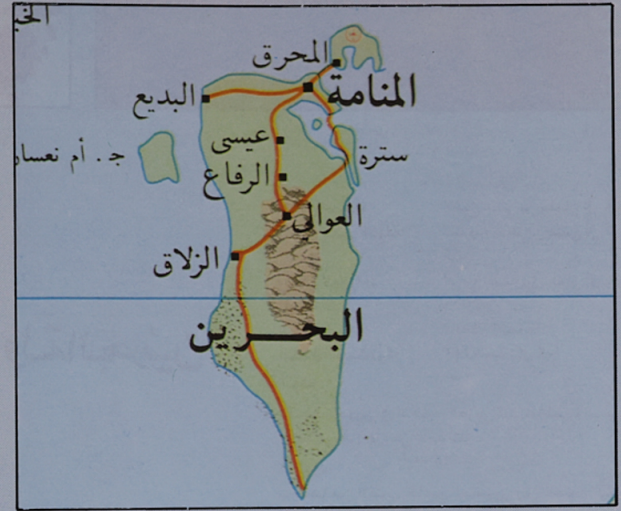 المحرق
المنامة
البديع
عيسى
سترة
ج. أم نعسان
الرفاع
العوالي
الزلاق
البحرين